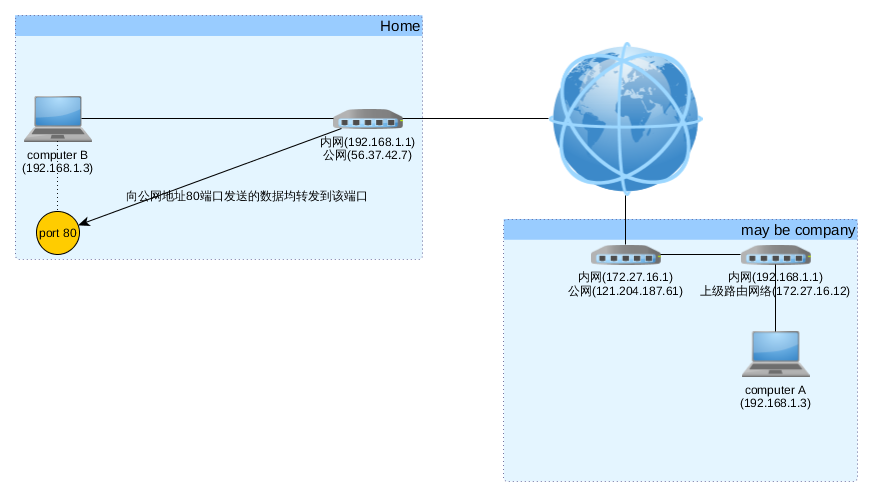 Home
内网(192.168.1.1)
公网(56.37.42.7)
computer B
(192.168.1.3)
向公网地址80端口发送的数据均转发到该端口
port 80
may be company
内网(172.27.16.1)
公网(121.204.187.61)
内网(192.168.1.1)
上级路由网络(172.27.16.12)
computer A
(192.168.1.3)